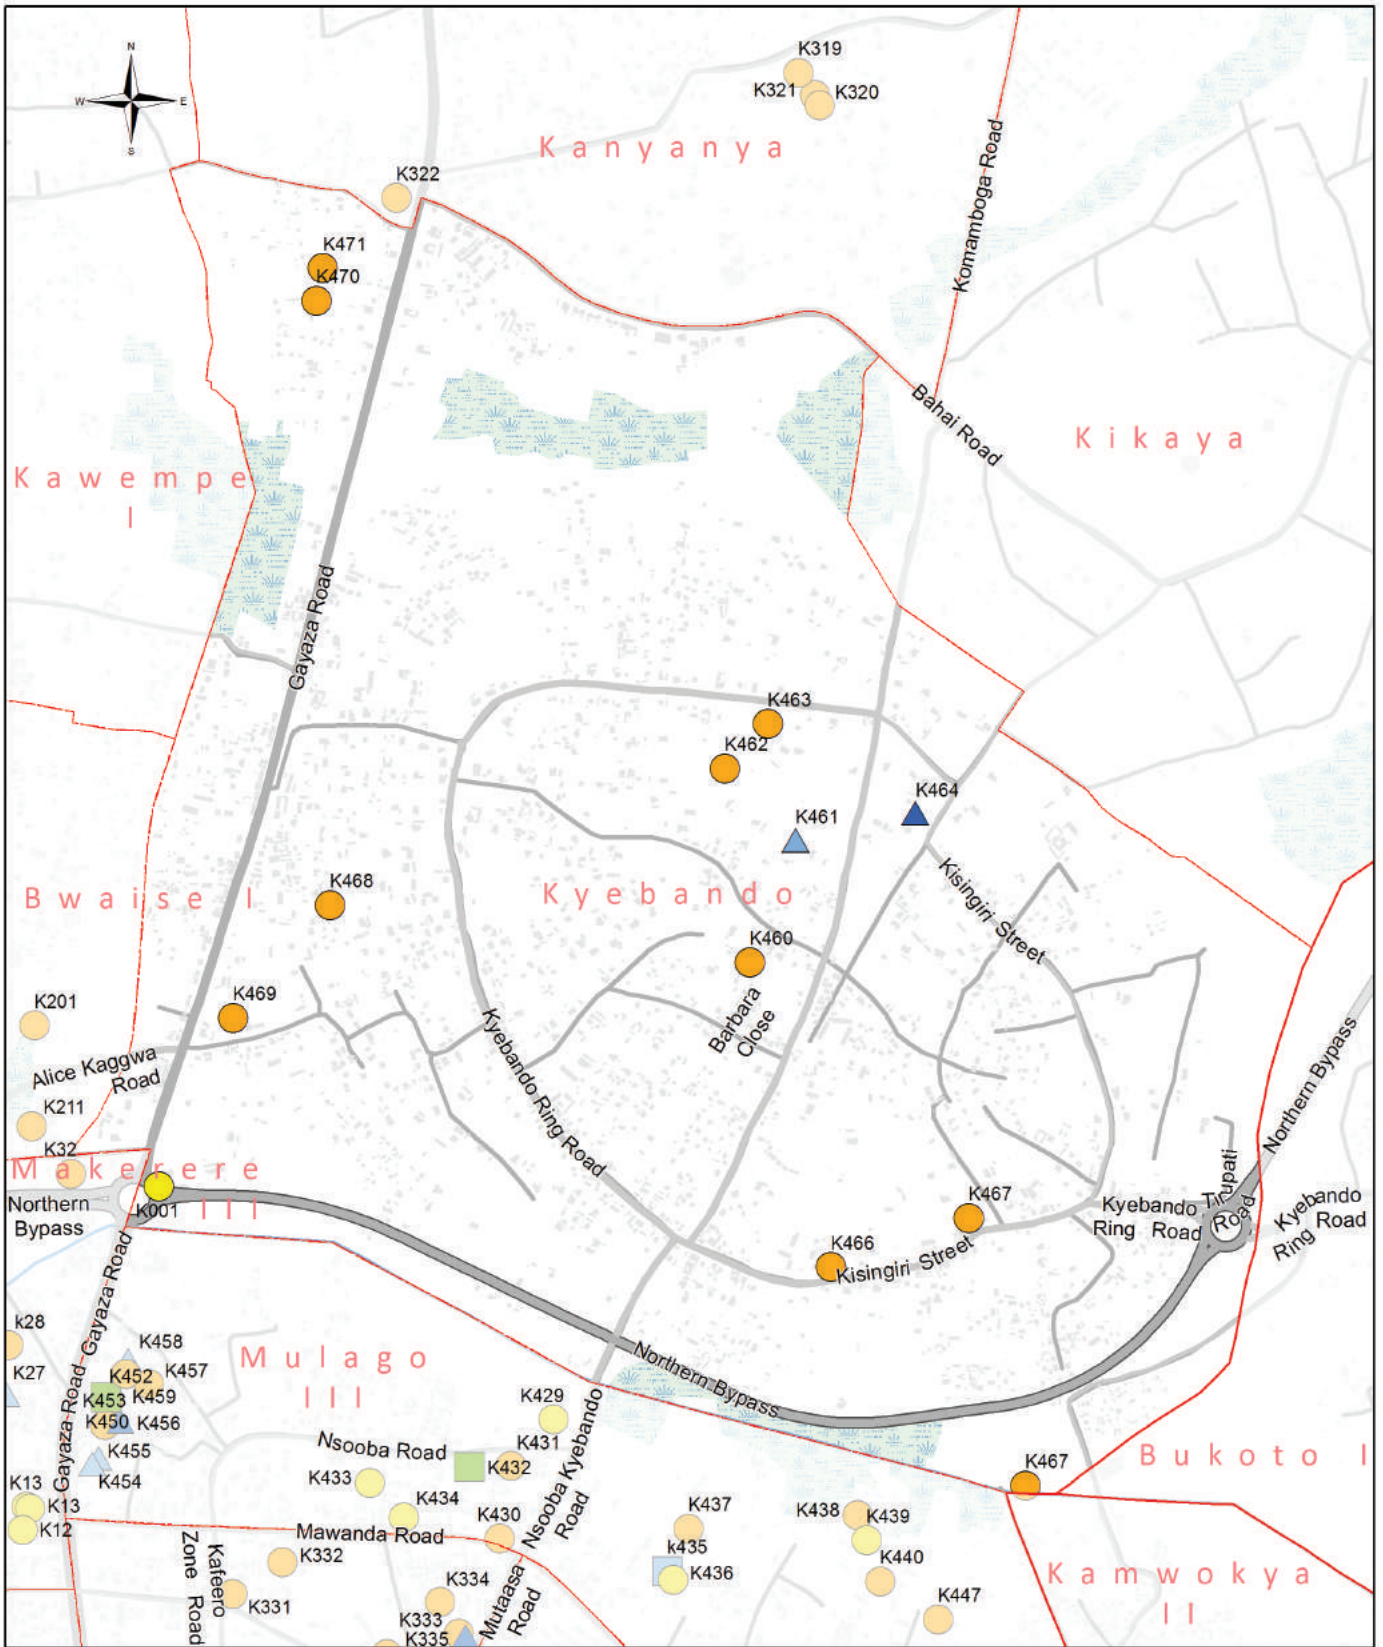 N
W E
S
K319
K321 K320
Kanyanya
Komamboga Road
K322
K471
K470
Bahai Road
Kikaya
Kawempe
I
Gayaza Road
K463
K462
K464
K461
Kisingiri Street
K468
Bwaise I
Kyebando
K460
Barbara
Close
K469
K201
Kyebando Ring Road
Alice Kaggwa
Road
K211
K32
Makerere
III
Northern
Bypass
K001
Northern Bypass
Tirupati
Road
K467
Kyebando
Ring Road
Kyebando
Ring Road
K466
Kisingiri Street
Gayaza Road
k28
K27
K458
K452 K457
K453 K459
K450 K456
K455
K454
Gayaza Road
Mulago
III
Northern Bypass
K429
Nsooba Road
K431
K432
K433
K434
K430
Nsooba Kyebando
Road
K13
K13
K12
Mawanda Road
K332
Kafeero
Zone Road
K331
K334
K333
K335
Mutaasa
Road
K437
k435
K436
K438
K439
K440
K447
K467
Bukoto I
Kamwokya
II